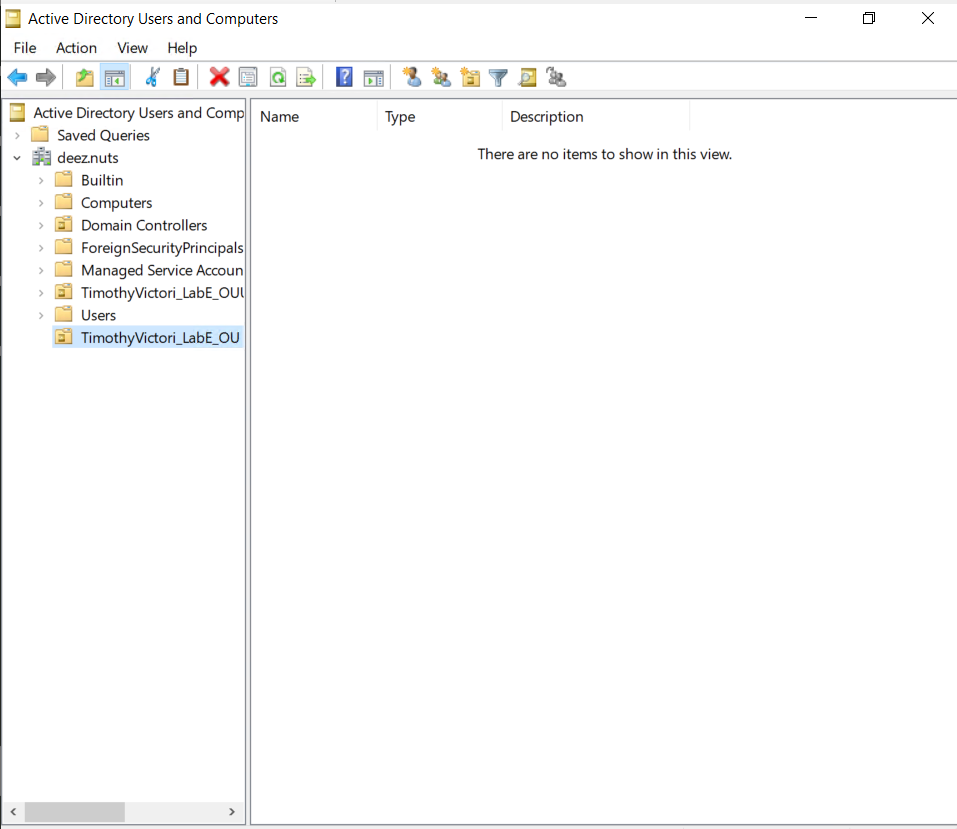 Active Directory Users and Computers
File Action View Help
Active Directory Users and Comp
Name Type Description
Saved Queries
There are no items to show in this view.
deez.nuts
Builtin
Computers
Domain Controllers
ForeignSecurityPrincipals
Managed Service Accoun
TimothyVictori_LabE_OUU
Users
TimothyVictori_LabE_OU